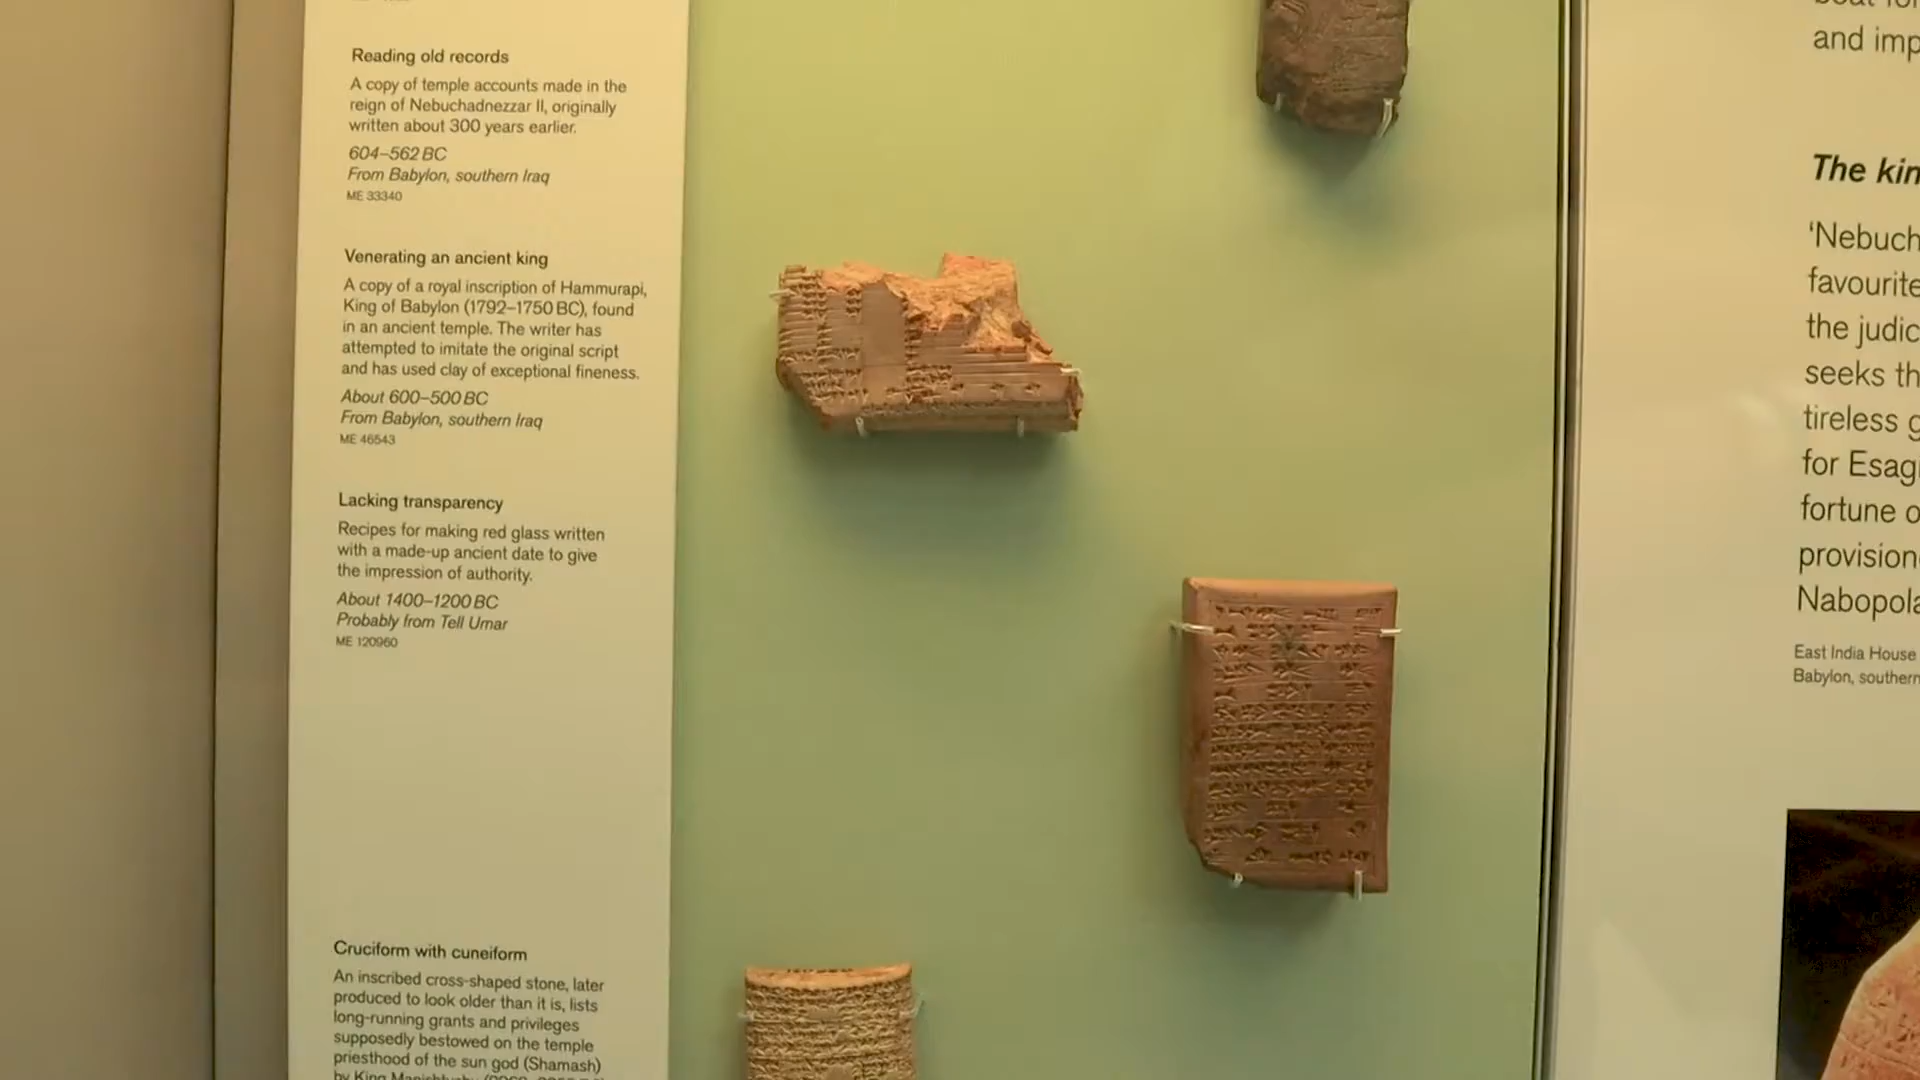 Reading old records
A copy of temple accounts made in the
reign of Nebuchadnezzar II, originally
written about 300 years earlier.
604–562 BC
From Babylon, southern Iraq
ME 33340
Venerating an ancient king
A copy of a royal inscription of Hammurapi,
King of Babylon (1792–1750 BC), found
in an ancient temple. The writer has
attempted to imitate the original script
and has used clay of exceptional fineness.
About 600–500 BC
From Babylon, southern Iraq
ME 46543
Lacking transparency
Recipes for making red glass written
with a made-up ancient date to give
the impression of authority.
About 1400–1200 BC
Probably from Tell Umar
ME 120960
Cruciform with cuneiform
An inscribed cross-shaped stone, later
produced to look older than it is, lists
long-running grants and privileges
supposedly bestowed on the temple
priesthood of the sun god (Shamash)
by King
and imp
The kin
‘Nebuch
favourite
the judic
seeks th
tireless g
for Esagi
fortune o
provision
Nabopola
East India House
Babylon, southern